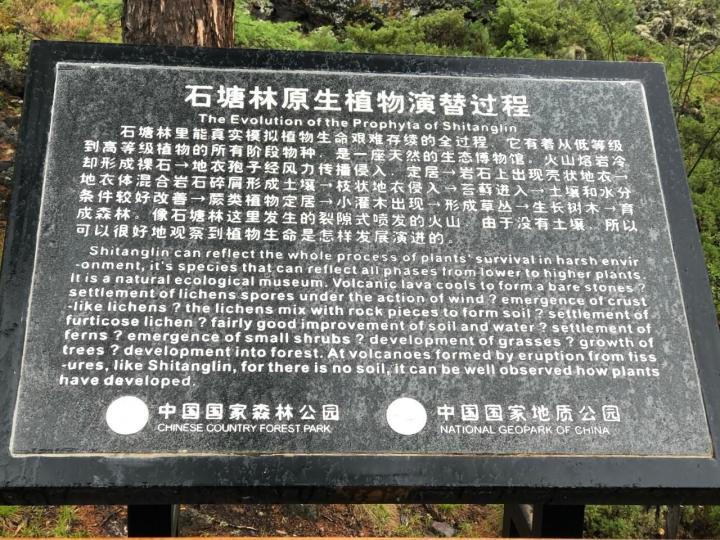 石塘林原生植物演替过程
The Evolution of the Prophyta of Shitanglin
石塘林里能真实模拟植物生命艰难存续的全过程，它有着从低等级
到高等级植物的所有阶段物种，是一座天然的生态博物馆。火山熔岩冷
却形成裸石→地衣孢子经风力传播侵入、定居→岩石上出现壳状地衣→
地衣体混合岩石碎屑形成土壤→枝状地衣侵入→苔藓进入→土壤和水分
条件较好改善→蕨类植物定居→小灌木出现→形成草丛→生长树木→育
成森林。像石塘林这里发生的裂隙式喷发的火山，由于没有土壤，所以
可以很好地观察到植物生命是怎样发展演进的。
Shitanglin can reflect the whole process of plants' survival in harsh envir
-onment, it's species that can reflect all phases from lower to higher plants.
It is a natural ecological museum. Volcanic lava cools to form a bare stones ?
settlement of lichens spores under the action of wind ? emergence of crust
-like lichens ? the lichens mix with rock pieces to form soil ? settlement of
furticose lichen ? fairly good improvement of soil and water ? settlement of
ferns ? emergence of small shrubs ? development of grasses ? growth of
trees ? development into forest. At volcanoes formed by eruption from fiss
-ures, like Shitanglin, for there is no soil, it can be well observed how plants
have developed.
中国国家森林公园
CHINESE COUNTRY FOREST PARK
中国国家地质公园
NATIONAL GEOPARK OF CHINA